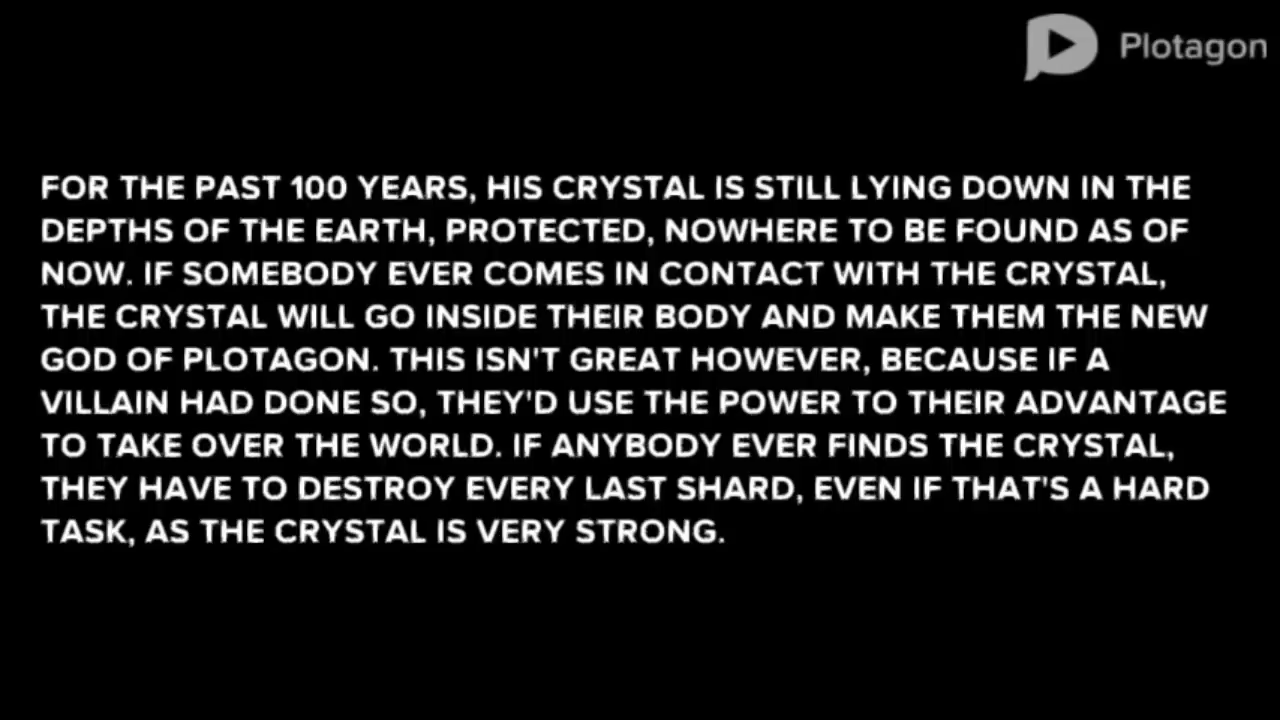 Plotagon
FOR THE PAST 100 YEARS, HIS CRYSTAL IS STILL LYING DOWN IN THE
DEPTHS OF THE EARTH, PROTECTED, NOWHERE TO BE FOUND AS OF
NOW. IF SOMEBODY EVER COMES IN CONTACT WITH THE CRYSTAL,
THE CRYSTAL WILL GO INSIDE THEIR BODY AND MAKE THEM THE NEW
GOD OF PLOTAGON. THIS ISN'T GREAT HOWEVER, BECAUSE IF A
VILLAIN HAD DONE SO, THEY'D USE THE POWER TO THEIR ADVANTAGE
TO TAKE OVER THE WORLD. IF ANYBODY EVER FINDS THE CRYSTAL,
THEY HAVE TO DESTROY EVERY LAST SHARD, EVEN IF THAT'S A HARD
TASK, AS THE CRYSTAL IS VERY STRONG.